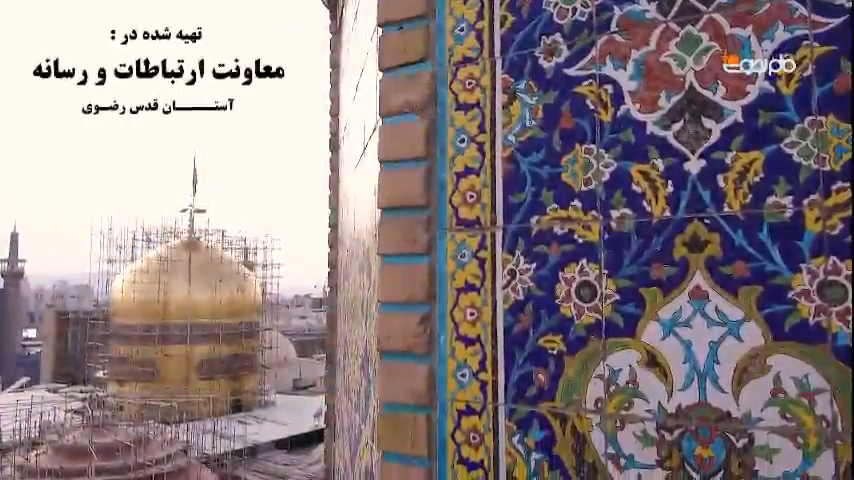 تهیه شده در :
معاونت ارتباطات و رسانه
آستان قدس رضوی